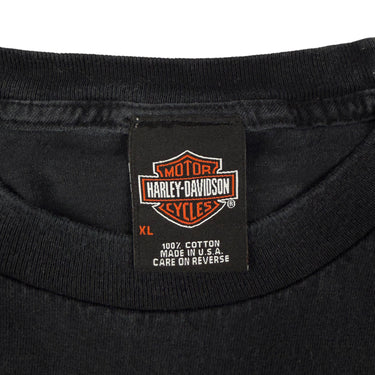 MOTOR
HARLEY-DAVIDSON
CYCLES
®
XL
100% COTTON
MADE IN U.S.A.
CARE ON REVERSE